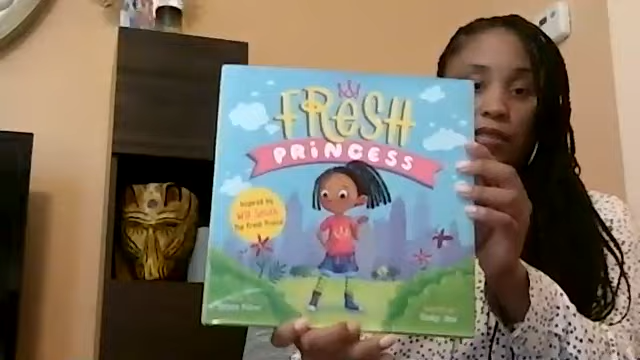 FRESH
PRINCESS
Inspired by
Will Smith,
The Fresh Prince